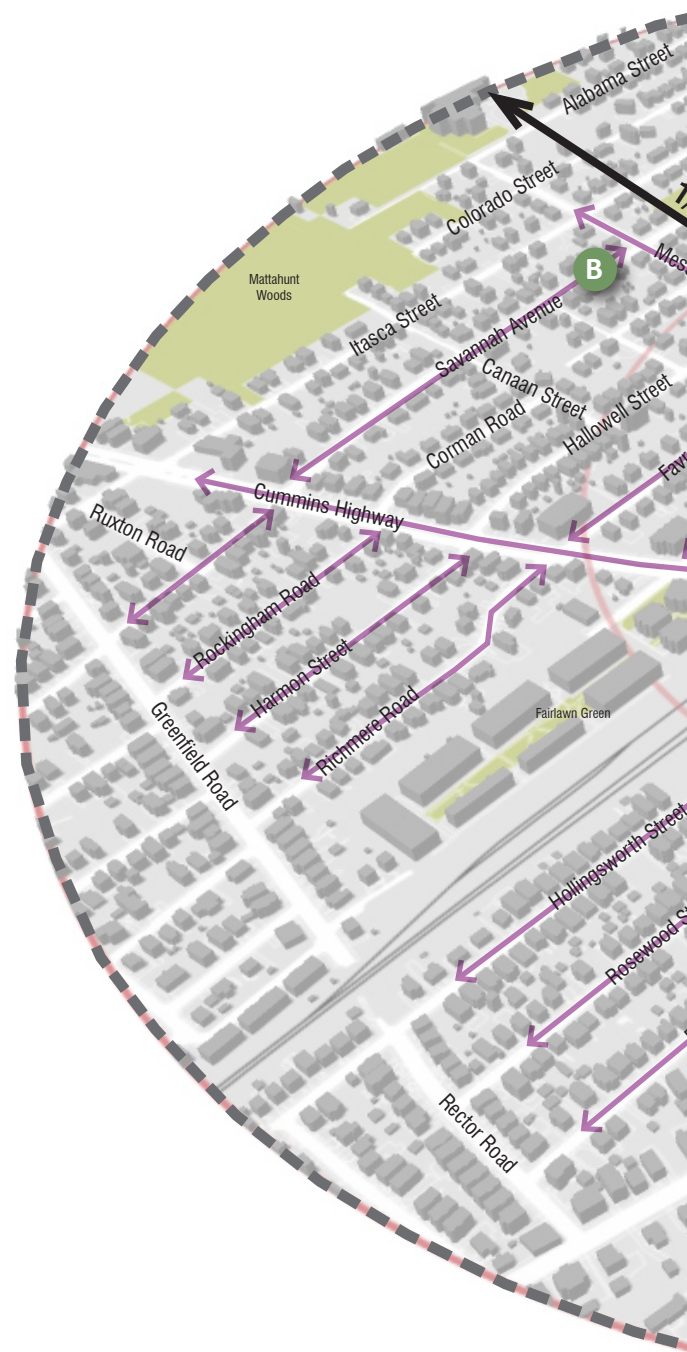 Alabama Street
Colorado Street
Mattahunt
Woods
B
Itasca Street
Savannah Avenue
Canaan Street
Hallowell Street
Corman Road
Cummins Highway
Ruxton Road
Rockingham Road
Harmon Street
Richmere Road
Greenfield Road
Fairlawn Green
Hollingsworth Street
Rosewood
Rector Road